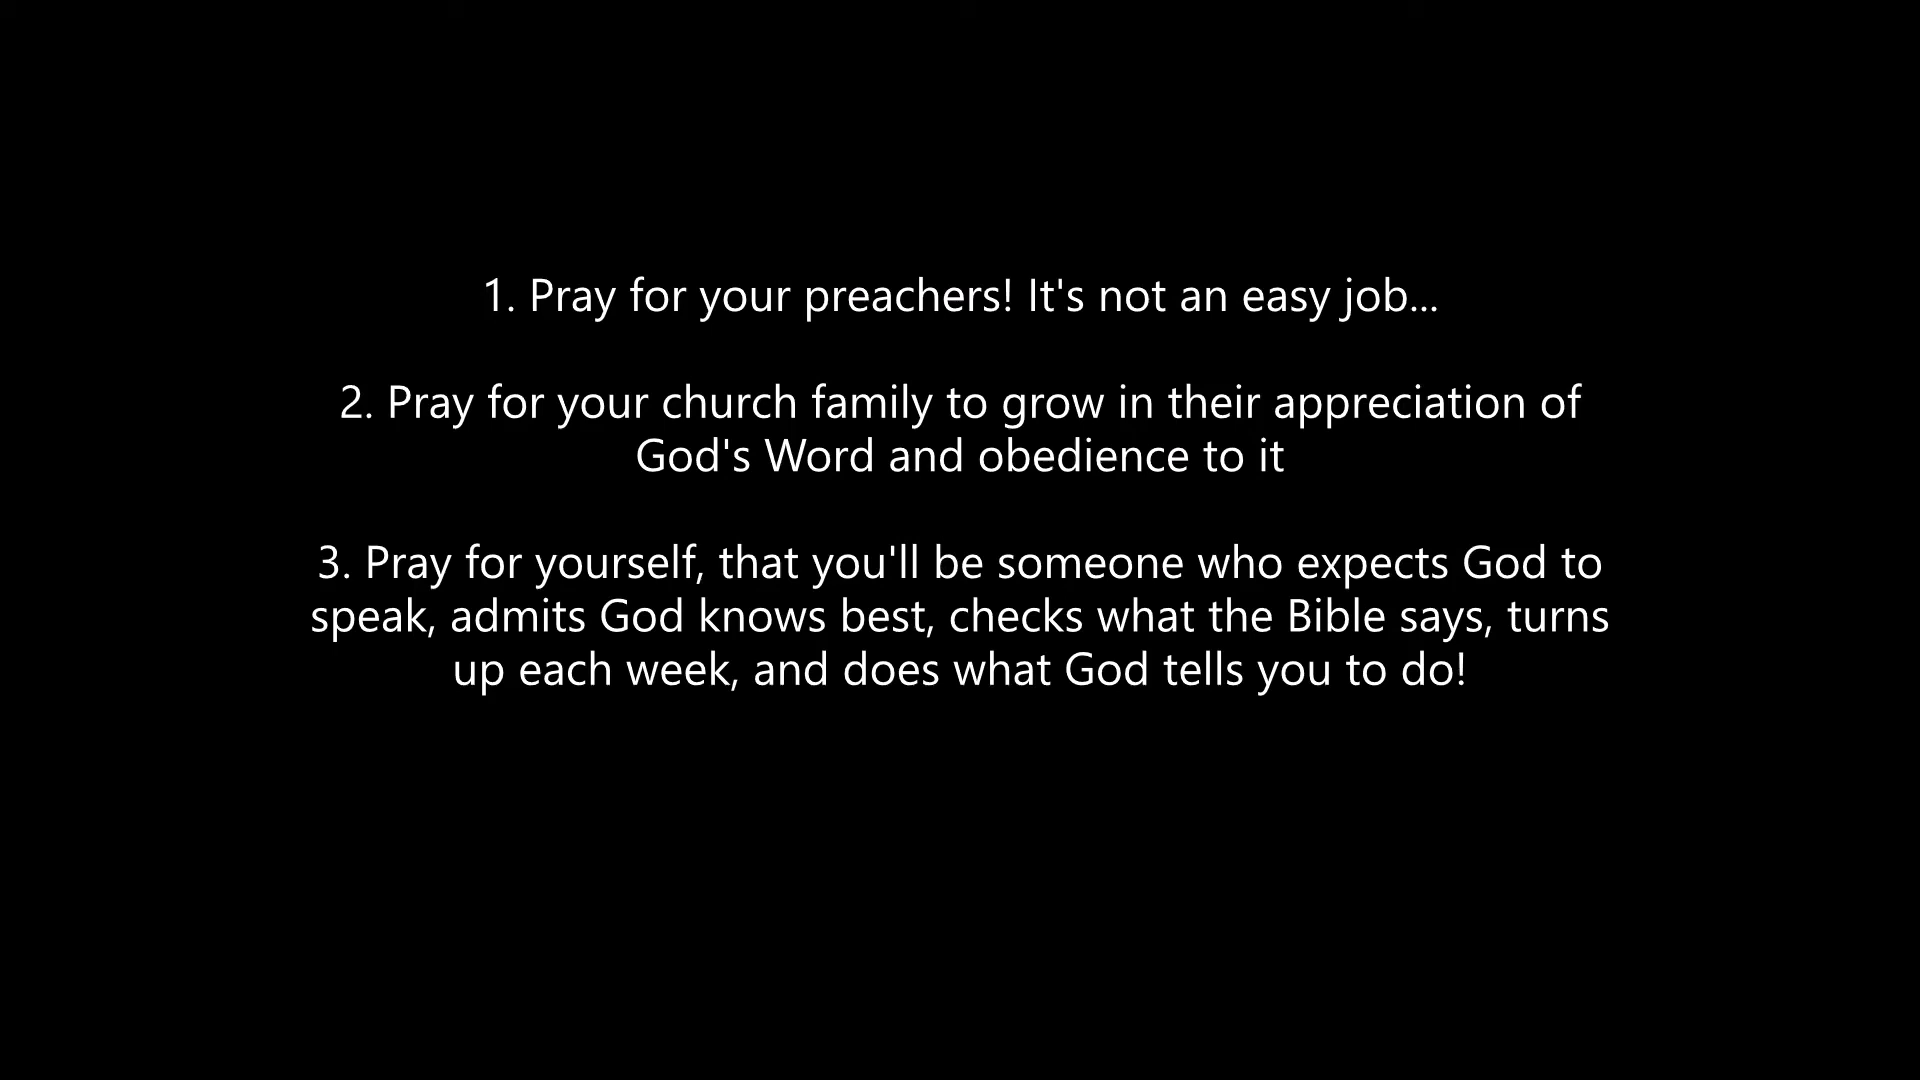 1. Pray for your preachers! It's not an easy job...
2. Pray for your church family to grow in their appreciation of
God's Word and obedience to it
3. Pray for yourself, that you'll be someone who expects God to
speak, admits God knows best, checks what the Bible says, turns
up each week, and does what God tells you to do!